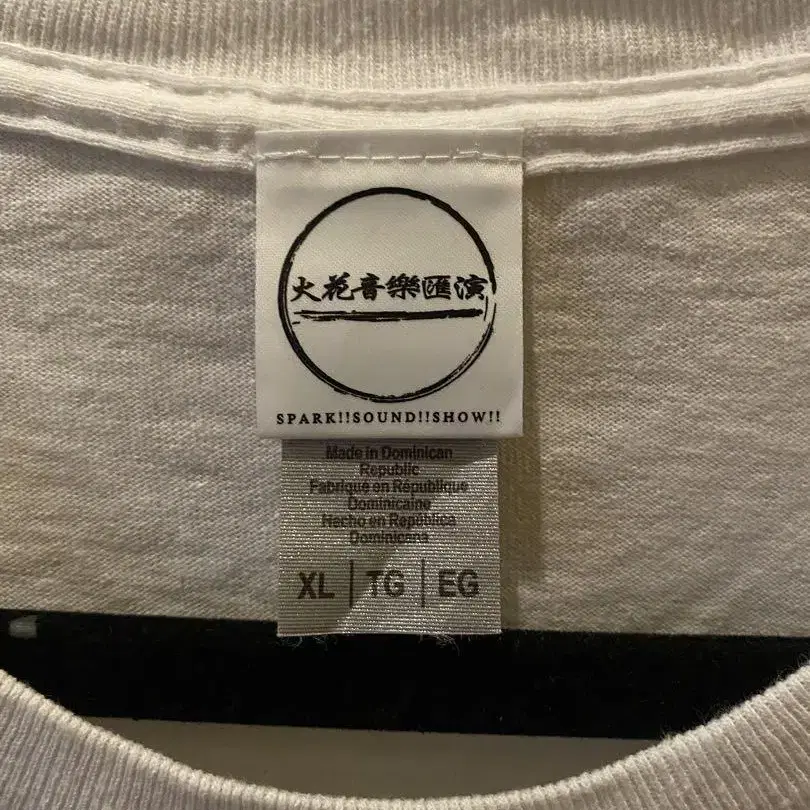 火花音樂匯演
SPARK!!SOUND!!SHOW!!
Made in Dominican
Republic
Fabriqué en République
Dominicaine
Hecho en República
Dominicana
XL | TG | EG